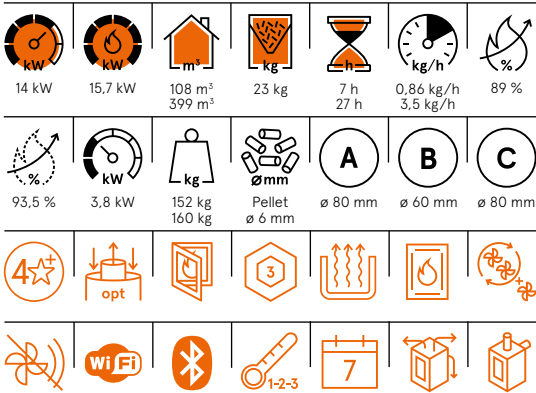 kW
kW
m³
kg
h
kg/h
%
14 kW
15,7 kW
108 m³
399 m³
23 kg
7 h
27 h
0,86 kg/h
3,5 kg/h
89 %
%
kW
kg
ømm
A
B
C
93,5 %
3,8 kW
152 kg
160 kg
Pellet
ø 6 mm
ø 80 mm
ø 60 mm
ø 80 mm
4
+
opt
3
+
WiFi
1-2-3
7